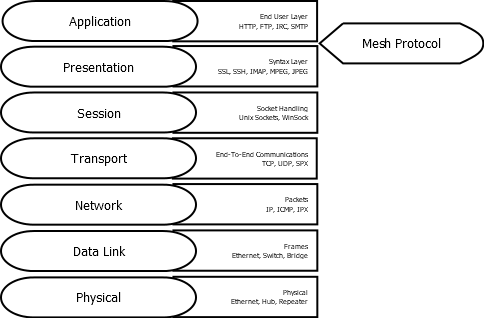 Application
End User Layer
HTTP, FTP, IRC, SMTP
Mesh Protocol
Presentation
Syntax Layer
SSL, SSH, IMAP, MPEG, JPEG
Session
Socket Handling
Unix Sockets, WinSock
Transport
End-To-End Communications
TCP, UDP, SPX
Network
Packets
IP, ICMP, IPX
Data Link
Frames
Ethernet, Switch, Bridge
Physical
Physical
Ethernet, Hub, Repeater